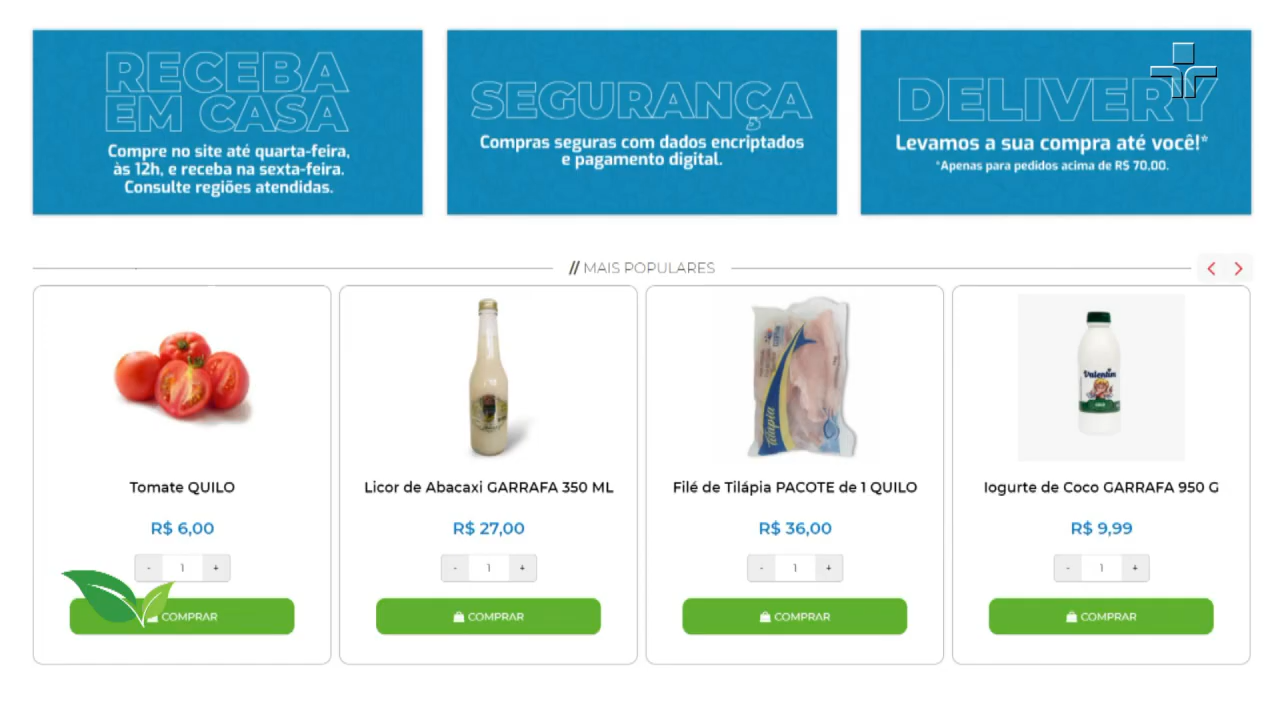 RECEBA
EM CASA
Compre no site até quarta-feira,
às 12h, e receba na sexta-feira.
Consulte regiões atendidas.
SEGURANÇA
Compras seguras com dados encriptados
e pagamento digital.
DELIVERY
Levamos a sua compra até você!*
*Apenas para pedidos acima de R$ 70,00.
// MAIS POPULARES
Tilápia
Valentim
Tomate QUILO
Licor de Abacaxi GARRAFA 350 ML
Filé de Tilápia PACOTE de 1 QUILO
Iogurte de Coco GARRAFA 950 G
R$ 6,00
R$ 27,00
R$ 36,00
R$ 9,99
- 1 +
- 1 +
- 1 +
- 1 +
COMPRAR
COMPRAR
COMPRAR
COMPRAR